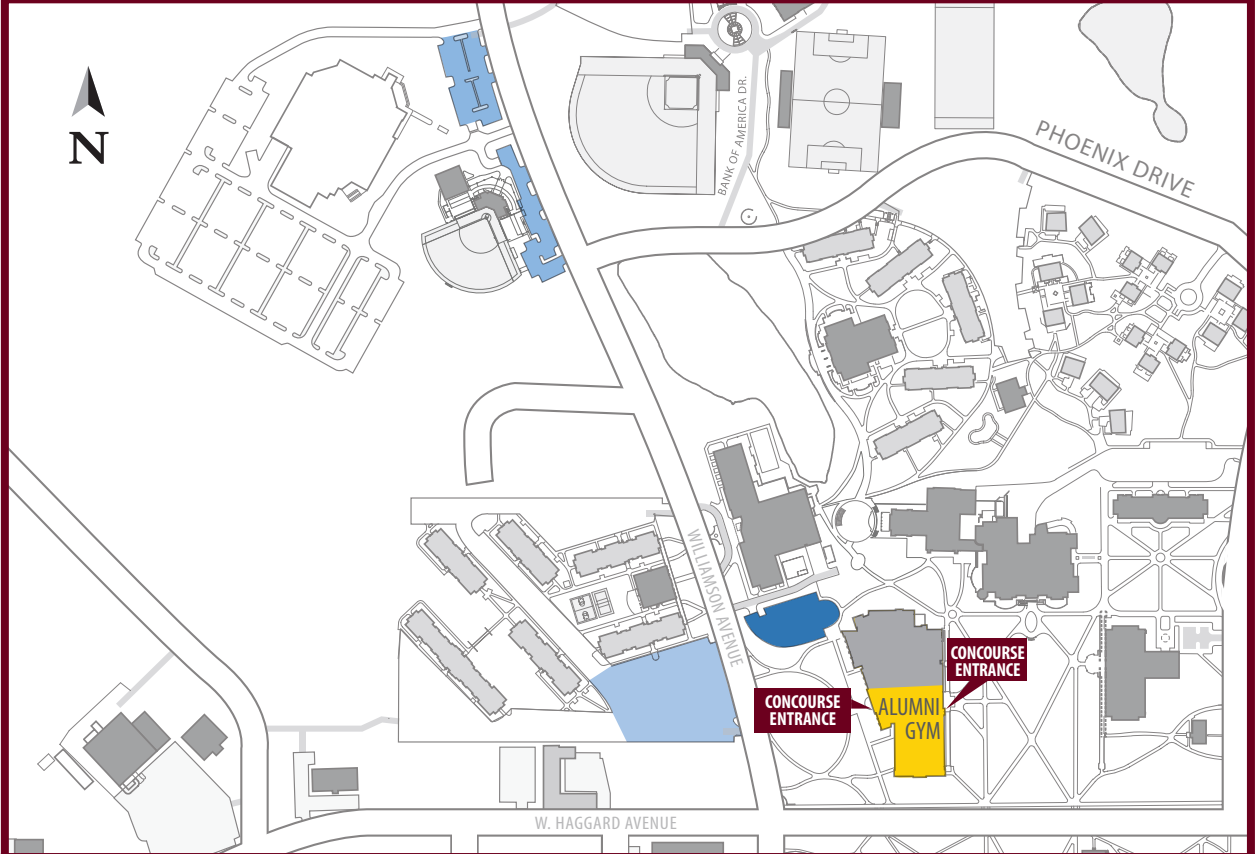 N
BANK OF AMERICA DR.
PHOENIX DRIVE
WILLIAMSON AVENUE
CONCOURSE
ENTRANCE
CONCOURSE
ENTRANCE
ALUMNI
GYM
W. HAGGARD AVENUE